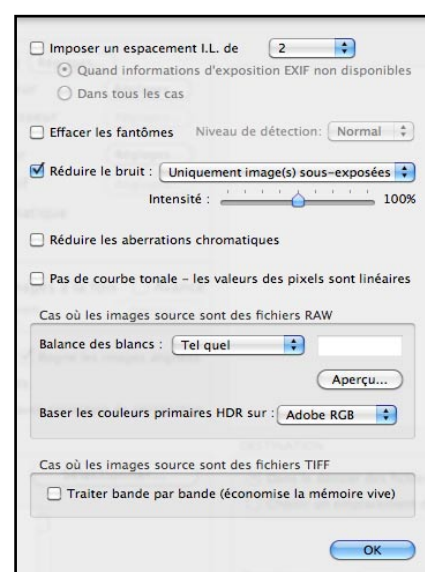 Imposer un espacement I.L. de 2
Quand informations d'exposition EXIF non disponibles
Dans tous les cas
Effacer les fantômes Niveau de détection: Normal
Réduire le bruit : Uniquement image(s) sous-exposées
Intensité : 100%
Réduire les aberrations chromatiques
Pas de courbe tonale - les valeurs des pixels sont linéaires
Cas où les images source sont des fichiers RAW
Balance des blancs : Tel quel
Aperçu...
Baser les couleurs primaires HDR sur : Adobe RGB
Cas où les images source sont des fichiers TIFF
Traiter bande par bande (économise la mémoire vive)
OK